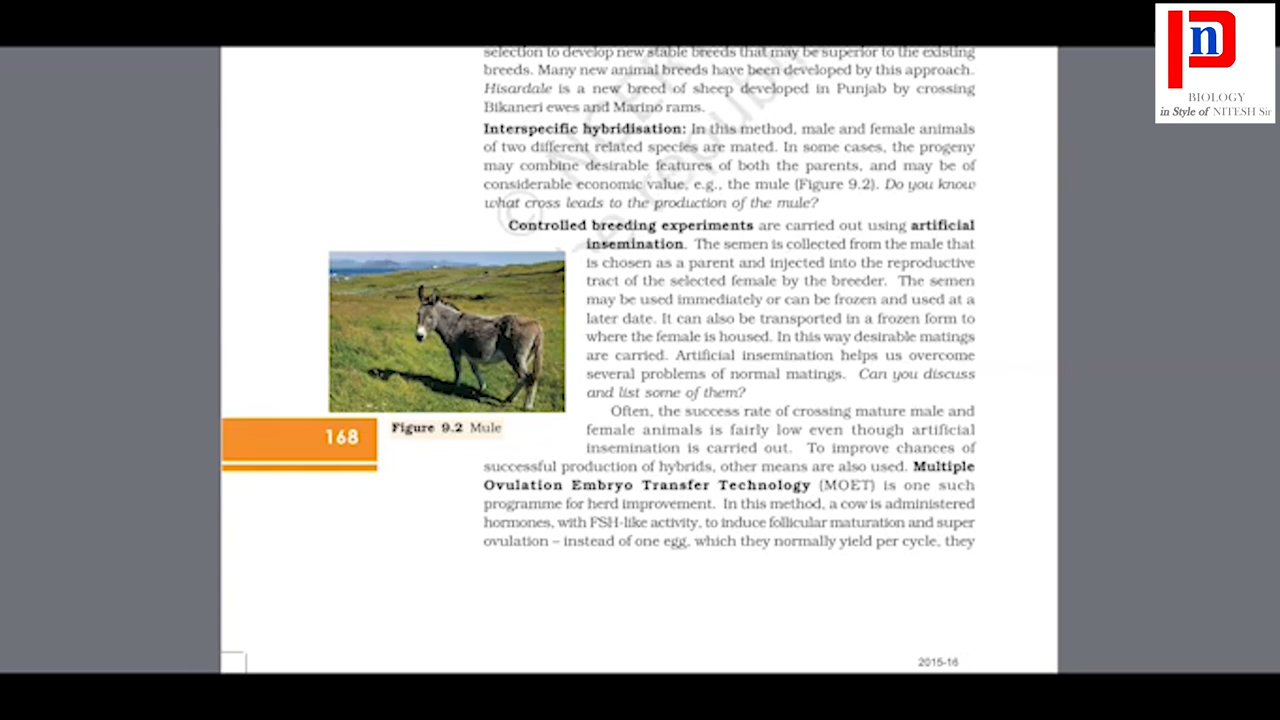 selection to develop new stable breeds that may be superior to the existing
breeds. Many new animal breeds have been developed by this approach.
Hisardale is a new breed of sheep developed in Punjab by crossing
Bikaneri ewes and Marino rams.
Interspecific hybridisation: In this method, male and female animals
of two different related species are mated. In some cases, the progeny
may combine desirable features of both the parents, and may be of
considerable economic value, e.g., the mule (Figure 9.2). Do you know
what cross leads to the production of the mule?
Controlled breeding experiments are carried out using artificial
insemination. The semen is collected from the male that
is chosen as a parent and injected into the reproductive
tract of the selected female by the breeder. The semen
may be used immediately or can be frozen and used at a
later date. It can also be transported in a frozen form to
where the female is housed. In this way desirable matings
are carried. Artificial insemination helps us overcome
several problems of normal matings. Can you discuss
and list some of them?
Often, the success rate of crossing mature male and
female animals is fairly low even though artificial
insemination is carried out. To improve chances of
successful production of hybrids, other means are also used. Multiple
Ovulation Embryo Transfer Technology (MOET) is one such
programme for herd improvement. In this method, a cow is administered
hormones, with FSH-like activity, to induce follicular maturation and super
ovulation – instead of one egg, which they normally yield per cycle, they
Figure 9.2 Mule
168
2015-16
Pn
BIOLOGY
in Style of NITESH Sir